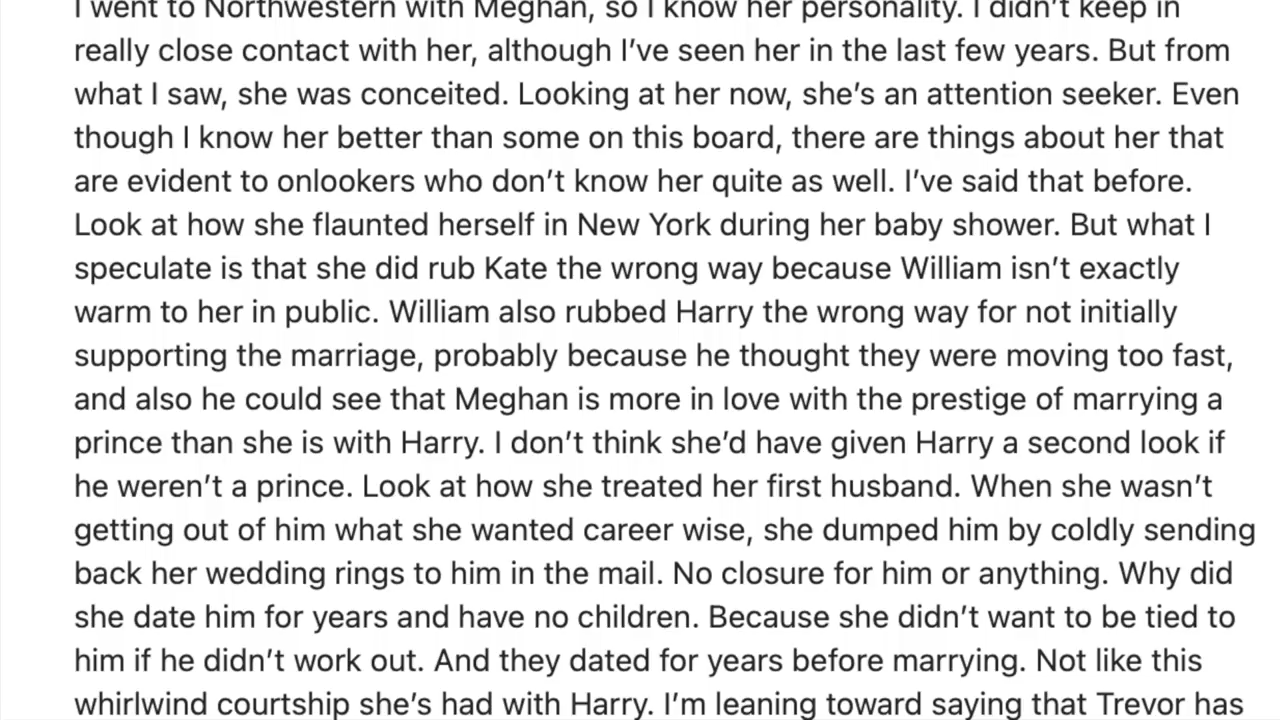 I went to Northwestern with Meghan, so I know her personality. I didn’t keep in
really close contact with her, although I’ve seen her in the last few years. But from
what I saw, she was conceited. Looking at her now, she’s an attention seeker. Even
though I know her better than some on this board, there are things about her that
are evident to onlookers who don’t know her quite as well. I’ve said that before.
Look at how she flaunted herself in New York during her baby shower. But what I
speculate is that she did rub Kate the wrong way because William isn’t exactly
warm to her in public. William also rubbed Harry the wrong way for not initially
supporting the marriage, probably because he thought they were moving too fast,
and also he could see that Meghan is more in love with the prestige of marrying a
prince than she is with Harry. I don’t think she’d have given Harry a second look if
he weren’t a prince. Look at how she treated her first husband. When she wasn’t
getting out of him what she wanted career wise, she dumped him by coldly sending
back her wedding rings to him in the mail. No closure for him or anything. Why did
she date him for years and have no children. Because she didn’t want to be tied to
him if he didn’t work out. And they dated for years before marrying. Not like this
whirlwind courtship she’s had with Harry. I’m leaning toward saying that Trevor has